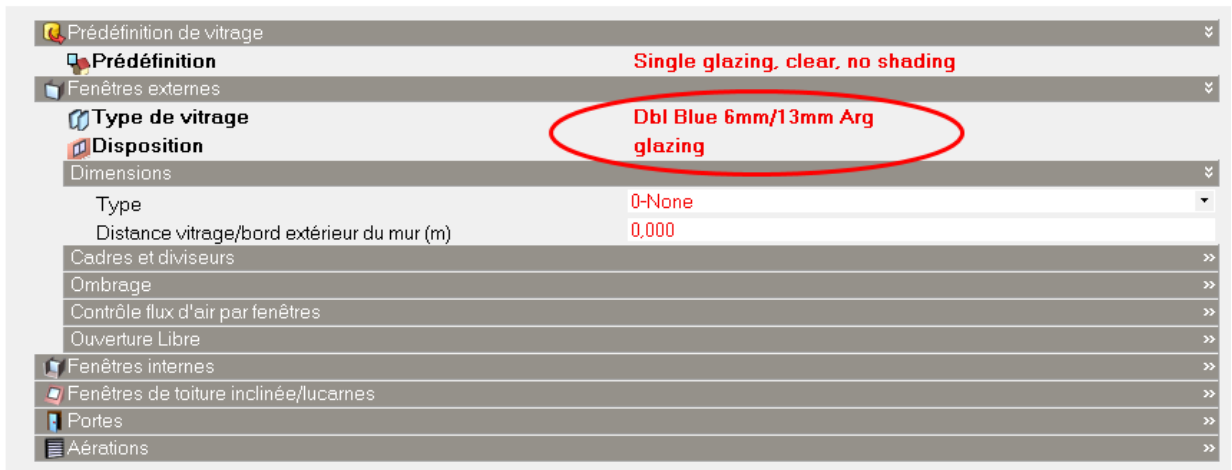 Prédéfinition de vitrage
Prédéfinition Single glazing, clear, no shading
Fenêtres externes
Type de vitrage Dbl Blue 6mm/13mm Arg
Disposition glazing
Dimensions
Type 0-None
Distance vitrage/bord extérieur du mur (m) 0,000
Cadres et diviseurs
Ombrage
Contrôle flux d'air par fenêtres
Ouverture Libre
Fenêtres internes
Fenêtres de toiture inclinée/lucarnes
Portes
Aérations